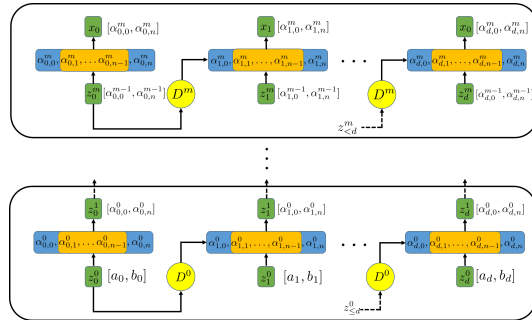 x_0 [α^m_{0,0}, α^m_{0,n}] x_1 [α^m_{1,0}, α^m_{1,n}] x_0 [α^m_{d,0}, α^m_{d,n}]
α^m_{0,0}, α^m_{0,1}, ... α^m_{0,n-1}, α^m_{0,n} α^m_{1,0}, α^m_{1,1}, ... α^m_{1,n-1}, α^m_{1,n} · · · α^m_{d,0}, α^m_{d,1}, ... α^m_{d,n-1}, α^m_{d,n}
z^m_0 [α^{m-1}_{0,0}, α^{m-1}_{0,n}] D^m z^m_1 [α^{m-1}_{1,0}, α^{m-1}_{1,n}] D^m z^m_d [α^{m-1}_{d,0}, α^{m-1}_{d,n}]
z^m_{<d}
z^1_0 [α^0_{0,0}, α^0_{0,n}] z^1_1 [α^0_{1,0}, α^0_{1,n}] z^1_d [α^0_{d,0}, α^0_{d,n}]
α^0_{0,0}, α^0_{0,1}, ... α^0_{0,n-1}, α^0_{0,n} α^0_{1,0}, α^0_{1,1}, ... α^0_{1,n-1}, α^0_{1,n} · · · α^0_{d,0}, α^0_{d,1}, ... α^0_{d,n-1}, α^0_{d,n}
z^0_0 [a_0, b_0] D^0 z^0_1 [a_1, b_1] D^0 z^0_d [a_d, b_d]
z^0_{≤d}